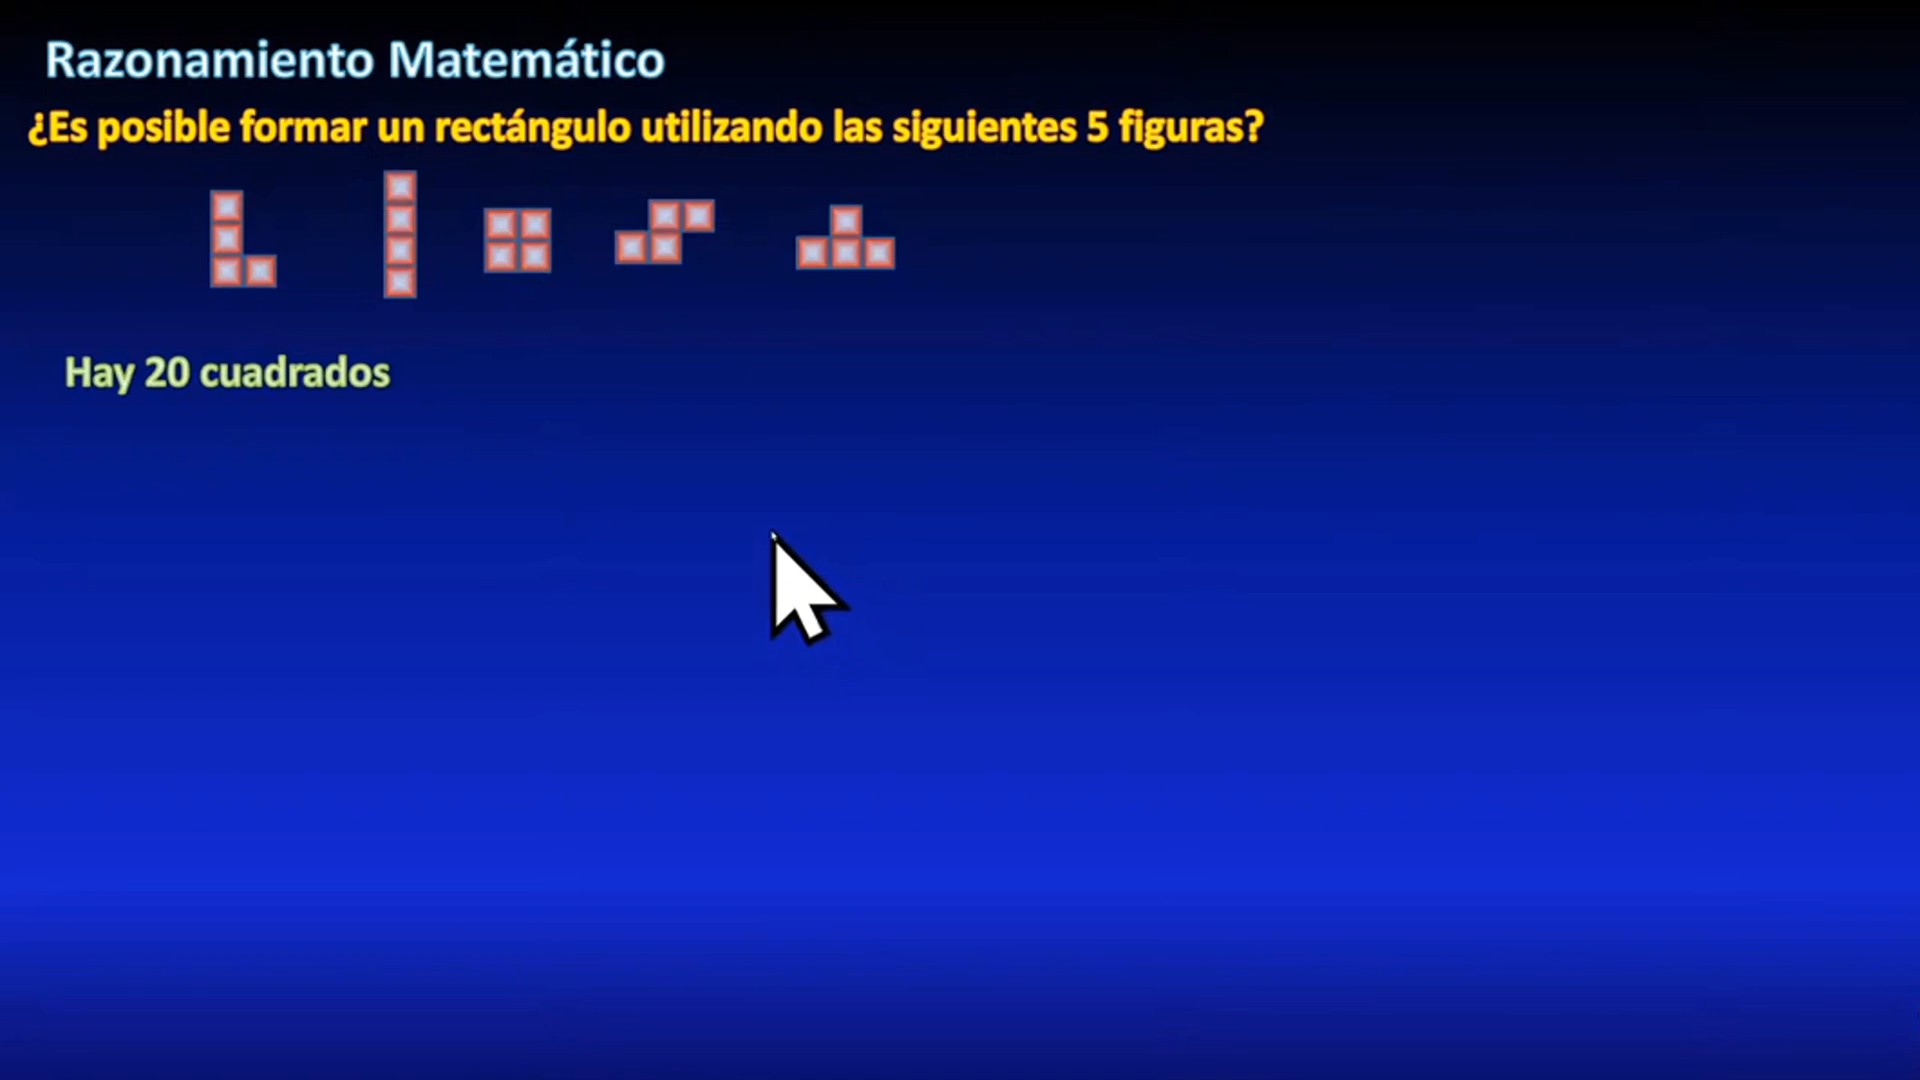 Razonamiento Matemático
¿Es posible formar un rectángulo utilizando las siguientes 5 figuras?
Hay 20 cuadrados